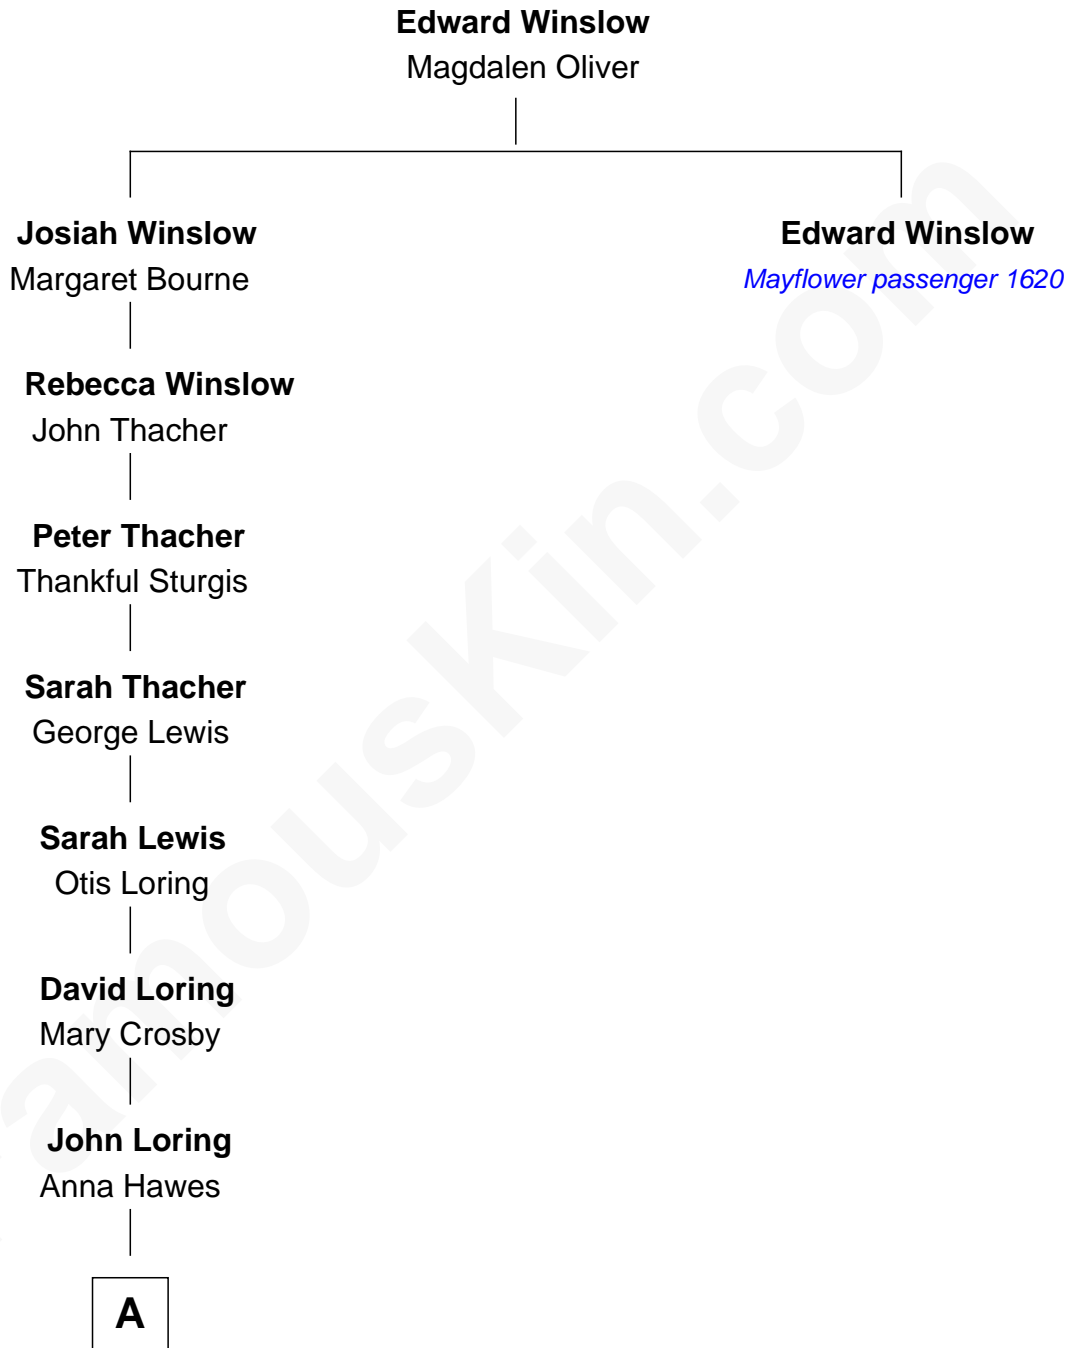 Edward Winslow
Magdalen Oliver
Josiah Winslow
Margaret Bourne
Edward Winslow
Mayflower passenger 1620
Rebecca Winslow
John Thacher
Peter Thacher
Thankful Sturgis
Sarah Thacher
George Lewis
Sarah Lewis
Otis Loring
David Loring
Mary Crosby
John Loring
Anna Hawes
A
amousKin.com